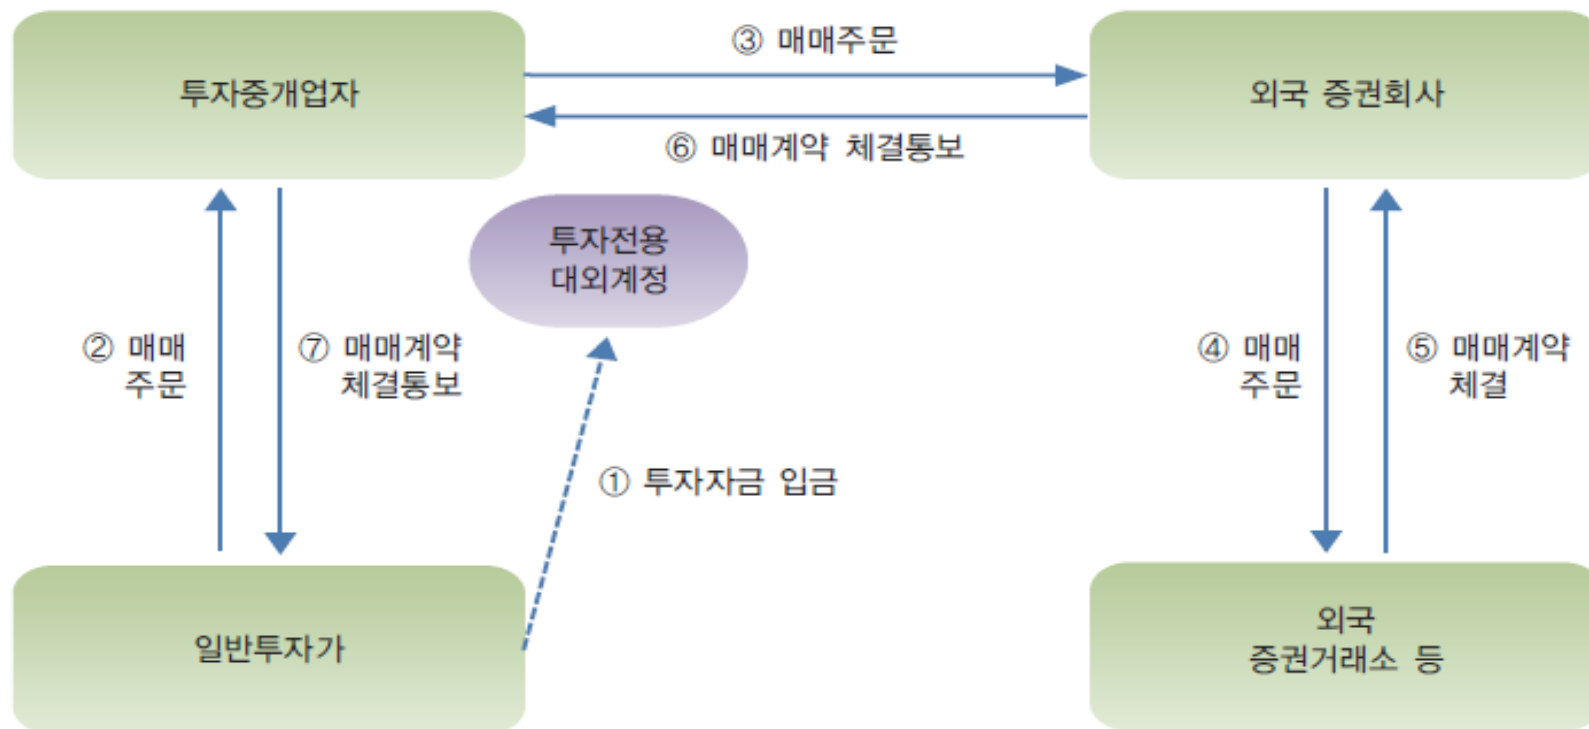 ③ 매매주문
투자중개업자
외국 증권회사
⑥ 매매계약 체결통보
투자전용
대외계정
② 매매
주문
⑦ 매매계약
체결통보
④ 매매
주문
⑤ 매매계약
체결
① 투자자금 입금
일반투자가
외국
증권거래소 등